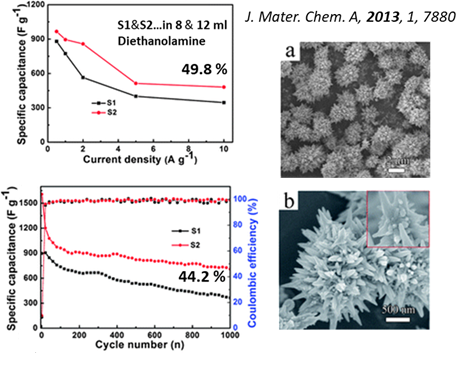 J. Mater. Chem. A, 2013, 1, 7880
S1&S2...in 8 & 12 ml
Diethanolamine
49.8 %
Specific capacitance (F g-1)
900
600
300
0
S1
S2
0 2 4 6 8 10
Current density (A g-1)
Specific capacitance (F g-1)
1500
1200
900
600
300
0
S1
S2
44.2 %
100
80
60
40
20
0
Coulombic efficiency (%)
0 200 400 600 800 1000
Cycle number (n)
a
b
500 nm